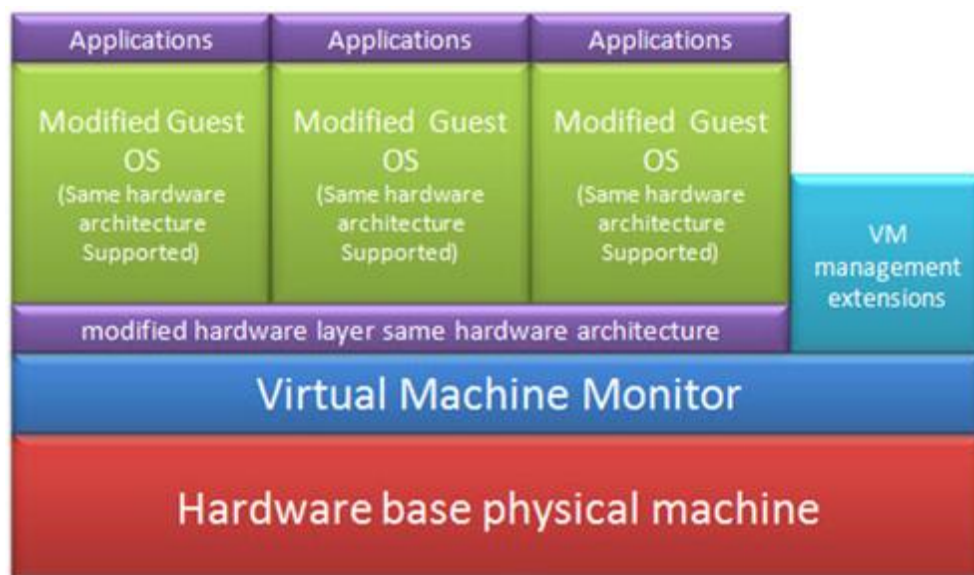 Applications
Applications
Applications
Modified Guest
OS
(Same hardware
architecture
Supported)
Modified Guest
OS
(Same hardware
architecture
Supported)
Modified Guest
OS
(Same hardware
architecture
Supported)
VM
management
extensions
modified hardware layer same hardware architecture
Virtual Machine Monitor
Hardware base physical machine